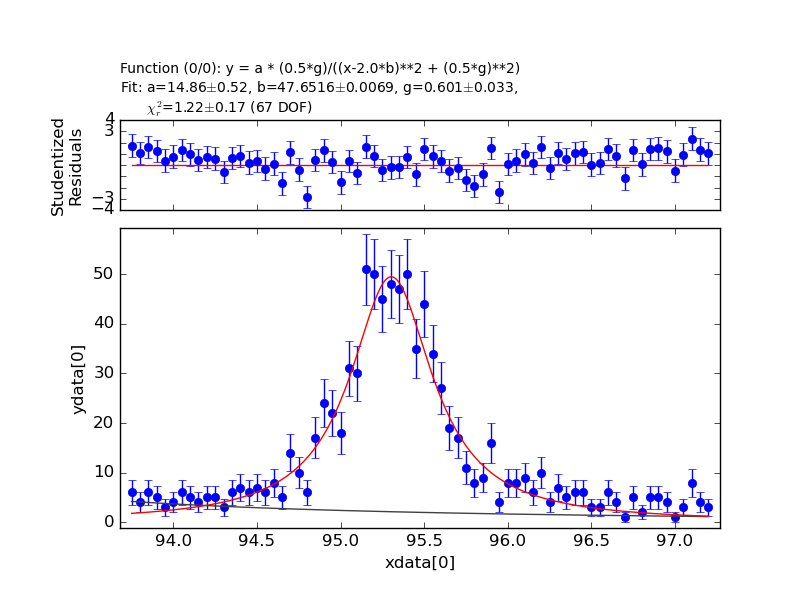 Function (0/0): y = a * (0.5*g)/((x-2.0*b)**2 + (0.5*g)**2)
Fit: a=14.86±0.52, b=47.6516±0.0069, g=0.601±0.033,
χ²ᵣ=1.22±0.17 (67 DOF)
4
3
−3
−4
Studentized
Residuals
50
40
30
20
10
0
ydata[0]
94.0 94.5 95.0 95.5 96.0 96.5 97.0
xdata[0]